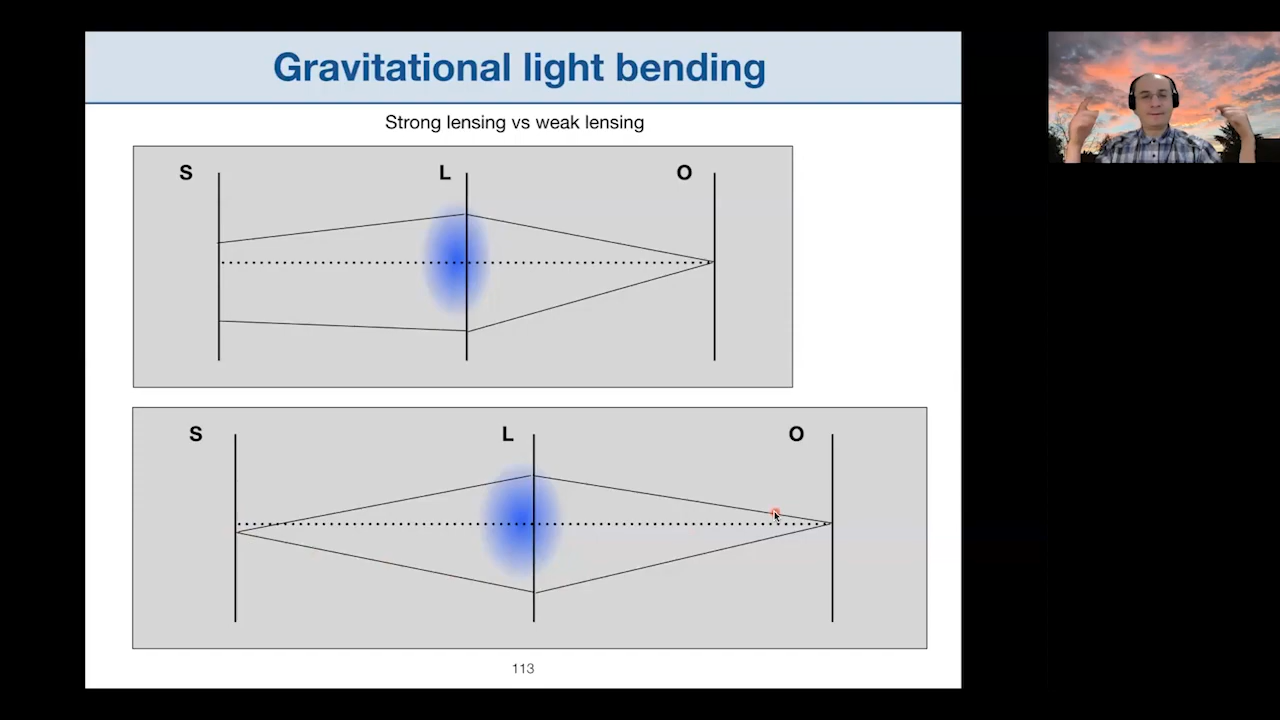 Gravitational light bending
Strong lensing vs weak lensing
S L O
S L O
113